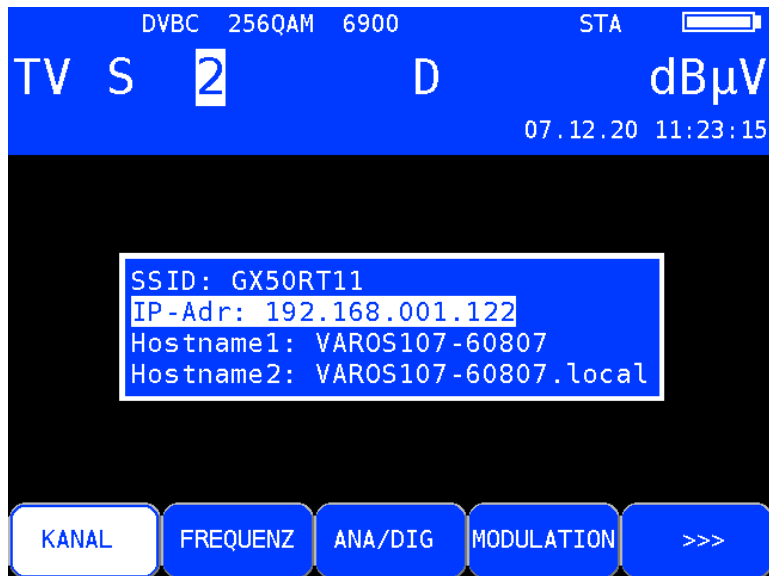 DVBC 256QAM 6900 STA
TV S 2 D dBµV
07.12.20 11:23:15
SSID: GX50RT11
IP-Adr: 192.168.001.122
Hostname1: VAROS107-60807
Hostname2: VAROS107-60807.local
KANAL FREQUENZ ANA/DIG MODULATION >>>